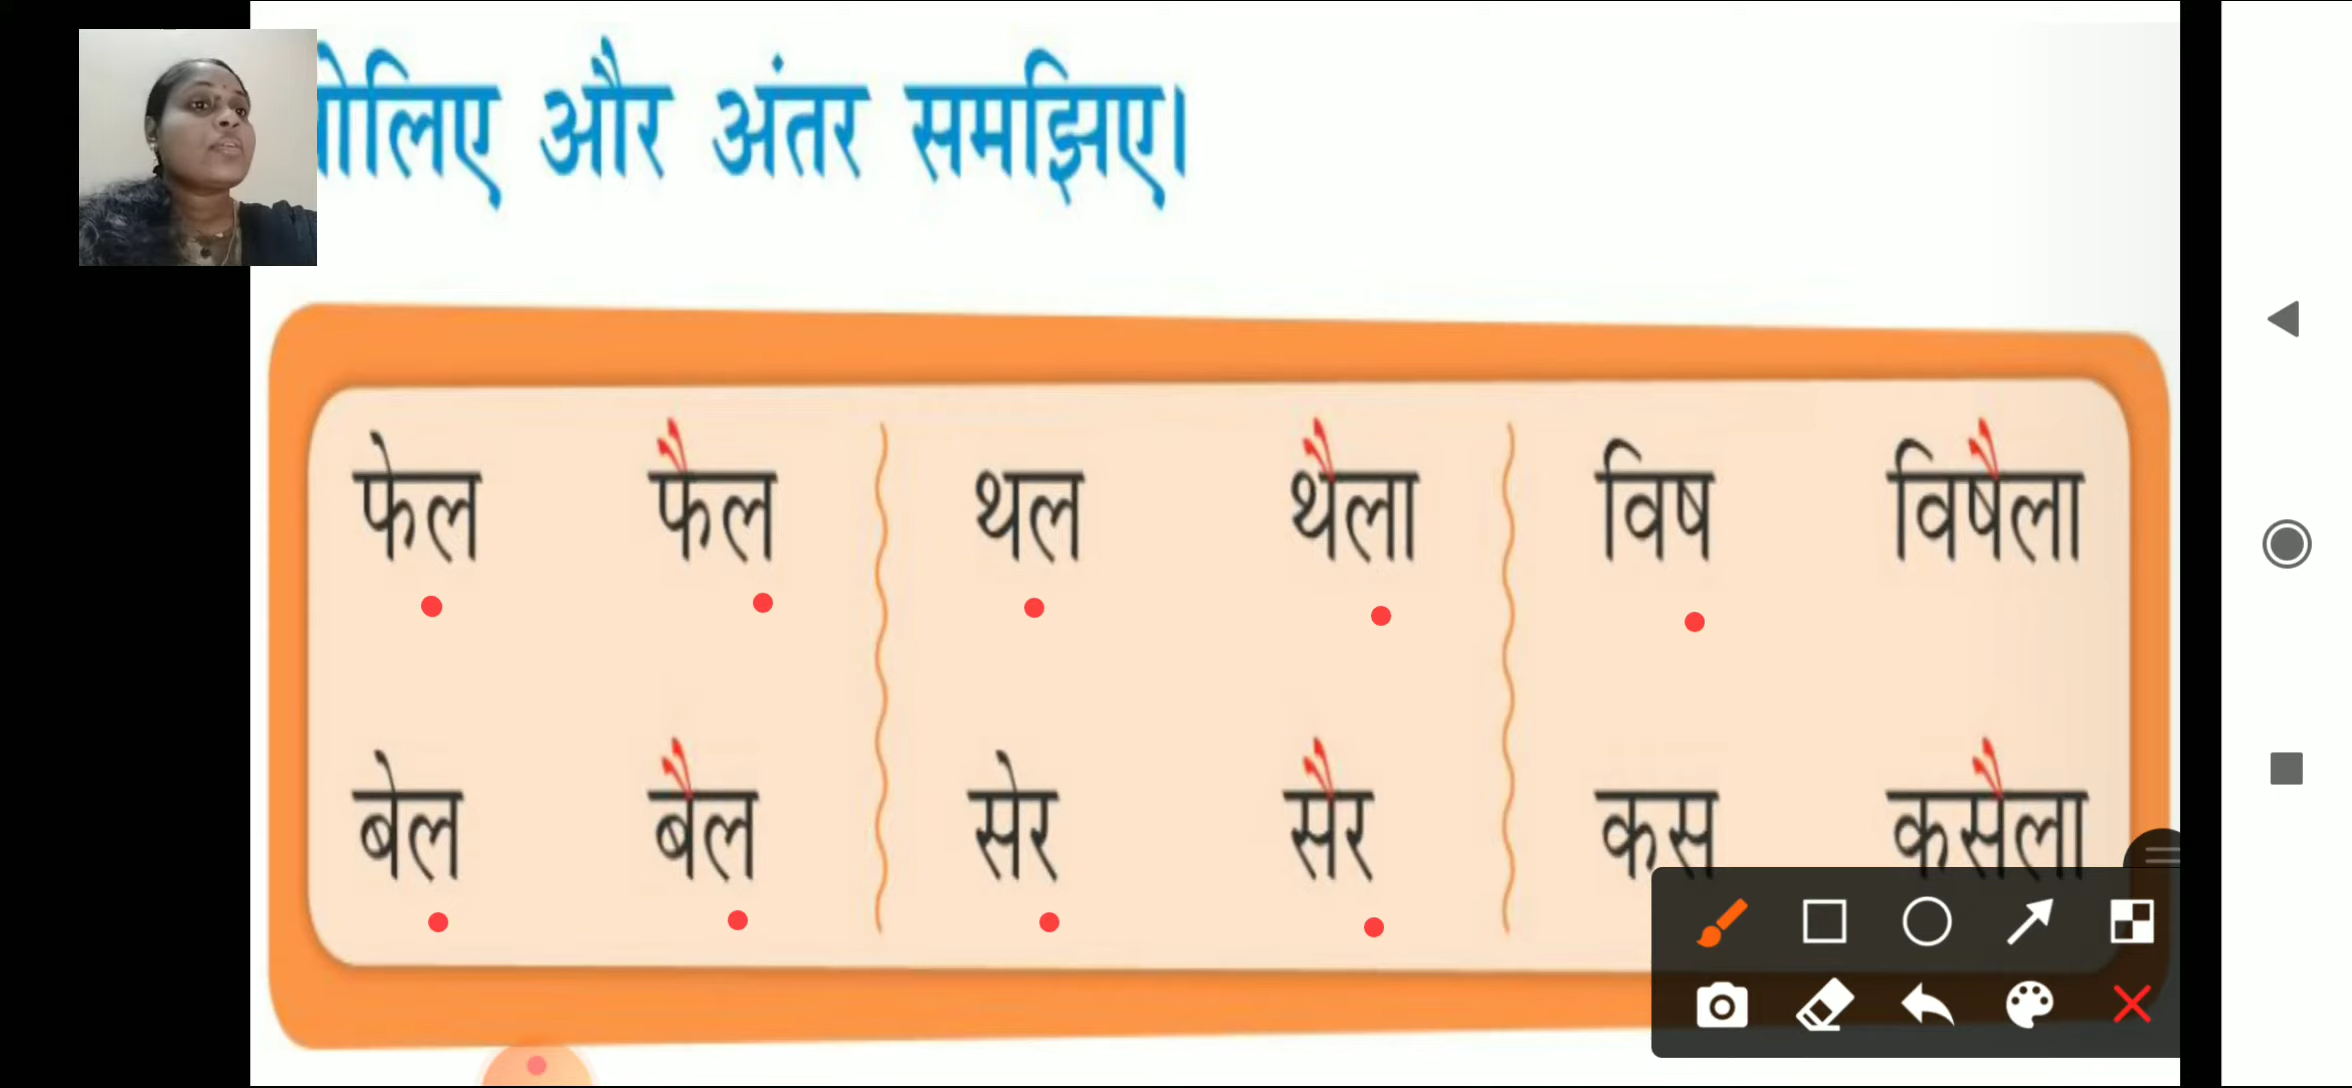 बोलिए और अंतर समझिए।
फेल फैल थल थैला विष विषैला
बेल बैल सेर सैर कस कसैला